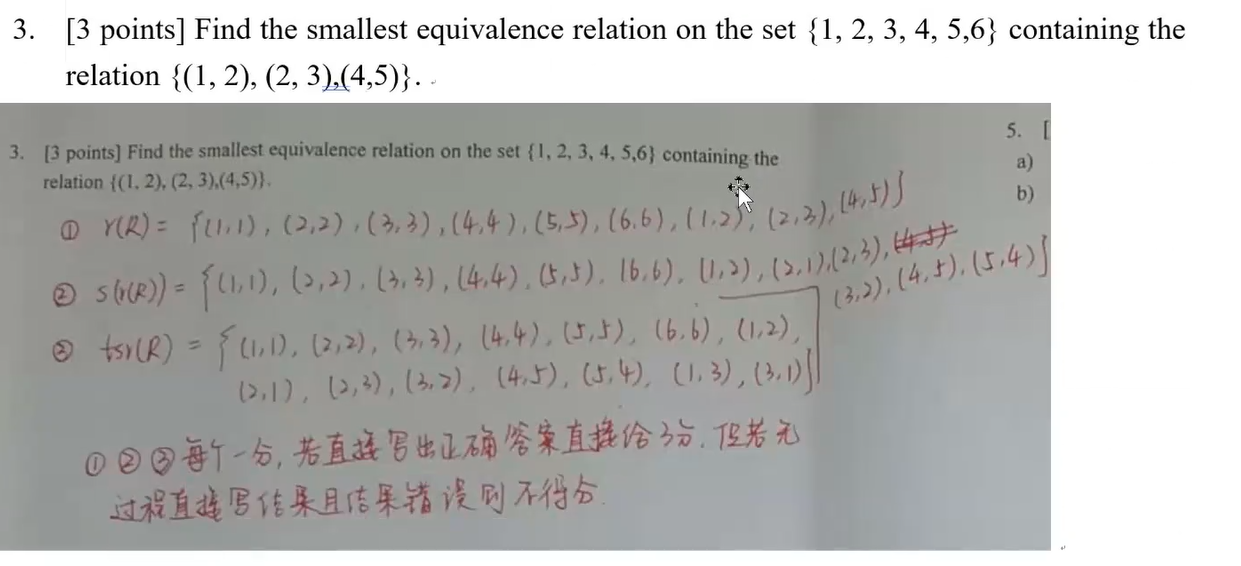 3. [3 points] Find the smallest equivalence relation on the set {1, 2, 3, 4, 5,6} containing the
relation {(1, 2), (2, 3),(4,5)}.
5. [
3. [3 points] Find the smallest equivalence relation on the set {1, 2, 3, 4, 5,6} containing the
a)
relation {(1, 2), (2, 3),(4,5)}.
b)
① r(R) = {(1,1), (2,2), (3,3), (4,4), (5,5), (6,6), (1,2), (2,3), (4,5)}
② s(r(R)) = {(1,1), (2,2), (3,3), (4,4), (5,5), (6,6), (1,2), (2,1), (2,3),
(3,2), (4,5), (5,4)}
③ tsr(R) = {(1,1), (2,2), (3,3), (4,4), (5,5), (6,6), (1,2),
(2,1), (2,3), (3,2), (4,5), (5,4), (1,3), (3,1)}
①②③每个一分,若直接写出正确答案直接给3分.但若无
过程直接写结果且结果错误则不得分.